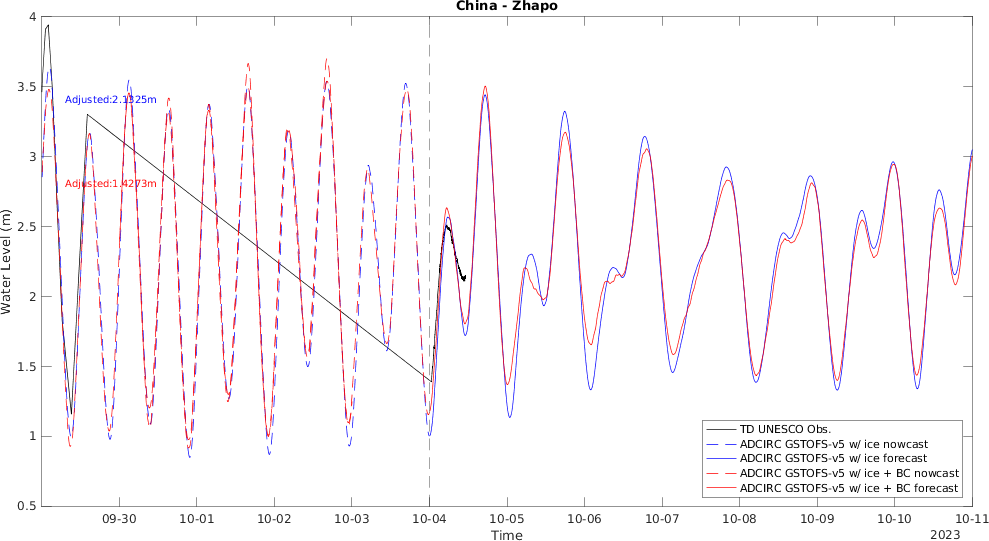 China - Zhapo
4
3.5
3
2.5
2
1.5
1
0.5
Water Level (m)
Adjusted:2.1325m
Adjusted:1.4273m
TD UNESCO Obs.
ADCIRC GSTOFS-v5 w/ ice nowcast
ADCIRC GSTOFS-v5 w/ ice forecast
ADCIRC GSTOFS-v5 w/ ice + BC nowcast
ADCIRC GSTOFS-v5 w/ ice + BC forecast
09-30 10-01 10-02 10-03 10-04 10-05 10-06 10-07 10-08 10-09 10-10 10-11
Time
2023